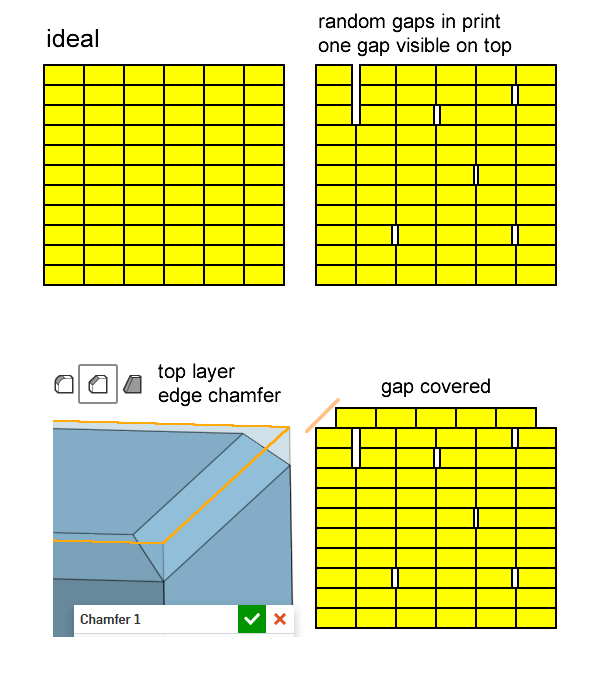 ideal
random gaps in print
one gap visible on top
top layer
edge chamfer
gap covered
Chamfer 1